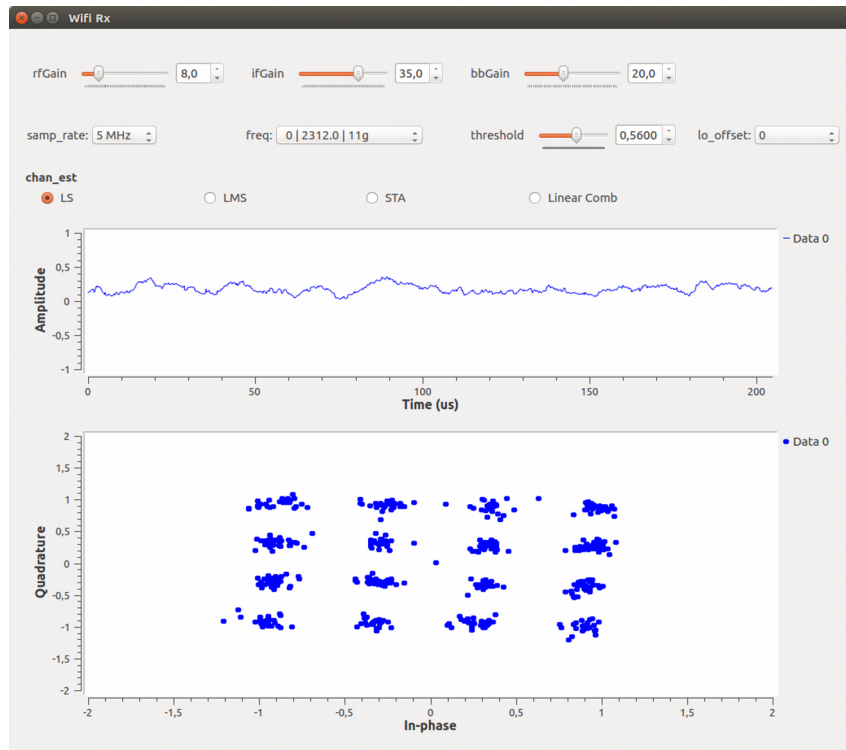 Wifi Rx
rfGain 8,0 ifGain 35,0 bbGain 20,0
samp_rate: 5 MHz freq: 0 | 2312.0 | 11g threshold 0,5600 lo_offset: 0
chan_est
LS LMS STA Linear Comb
1
0,5
0
-0,5
-1
Amplitude
Data 0
0 50 100 150 200
Time (us)
2
1,5
1
0,5
0
-0,5
-1
-1,5
-2
Quadrature
Data 0
-2 -1,5 -1 -0,5 0 0,5 1 1,5 2
In-phase